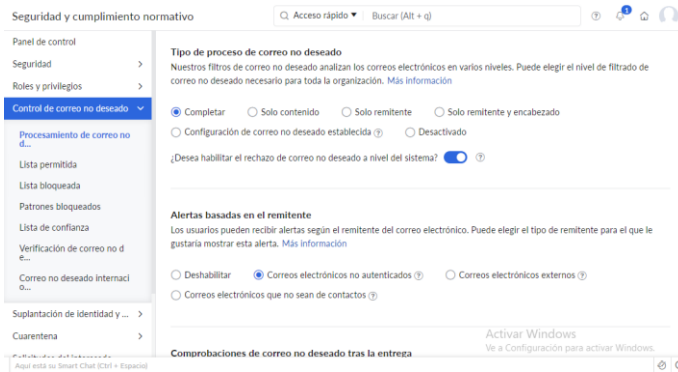 Seguridad y cumplimiento normativo
Acceso rápido
Buscar (Alt + q)
1
Panel de control
Seguridad
Roles y privilegios
Control de correo no deseado
Procesamiento de correo no
d...
Lista permitida
Lista bloqueada
Patrones bloqueados
Lista de confianza
Verificación de correo no d
e...
Correo no deseado internaci
o...
Suplantación de identidad y ...
Cuarentena
Tipo de proceso de correo no deseado
Nuestros filtros de correo no deseado analizan los correos electrónicos en varios niveles. Puede elegir el nivel de filtrado de
correo no deseado necesario para toda la organización. Más información
Completar
Solo contenido
Solo remitente
Solo remitente y encabezado
Configuración de correo no deseado establecida
Desactivado
¿Desea habilitar el rechazo de correo no deseado a nivel del sistema?
Alertas basadas en el remitente
Los usuarios pueden recibir alertas según el remitente del correo electrónico. Puede elegir el tipo de remitente para el que le
gustaría mostrar esta alerta. Más información
Deshabilitar
Correos electrónicos no autenticados
Correos electrónicos externos
Correos electrónicos que no sean de contactos
Comprobaciones de correo no deseado tras la entrega
Activar Windows
Ve a Configuración para activar Windows.
Aquí está su Smart Chat (Ctrl + Espacio)